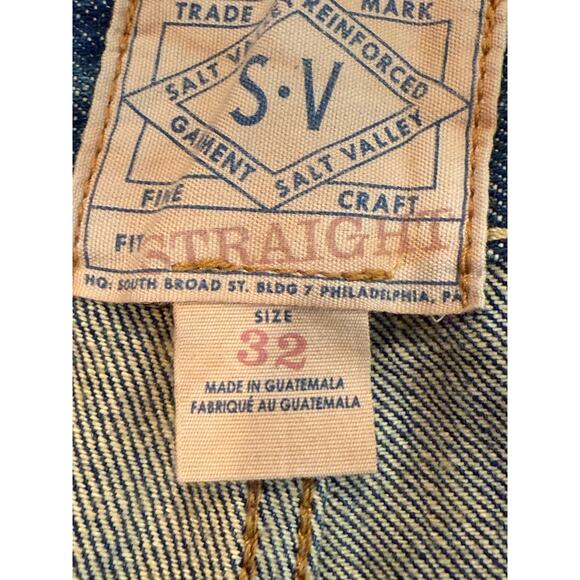 TRADE MARK
SALT REINFORCED
S·V
GARMENT SALT VALLEY
FINE CRAFT
FIT STRAIGHT
HQ: SOUTH BROAD ST. BLDG 7 PHILADELPHIA, PA
SIZE
32
MADE IN GUATEMALA
FABRIQUÉ AU GUATEMALA